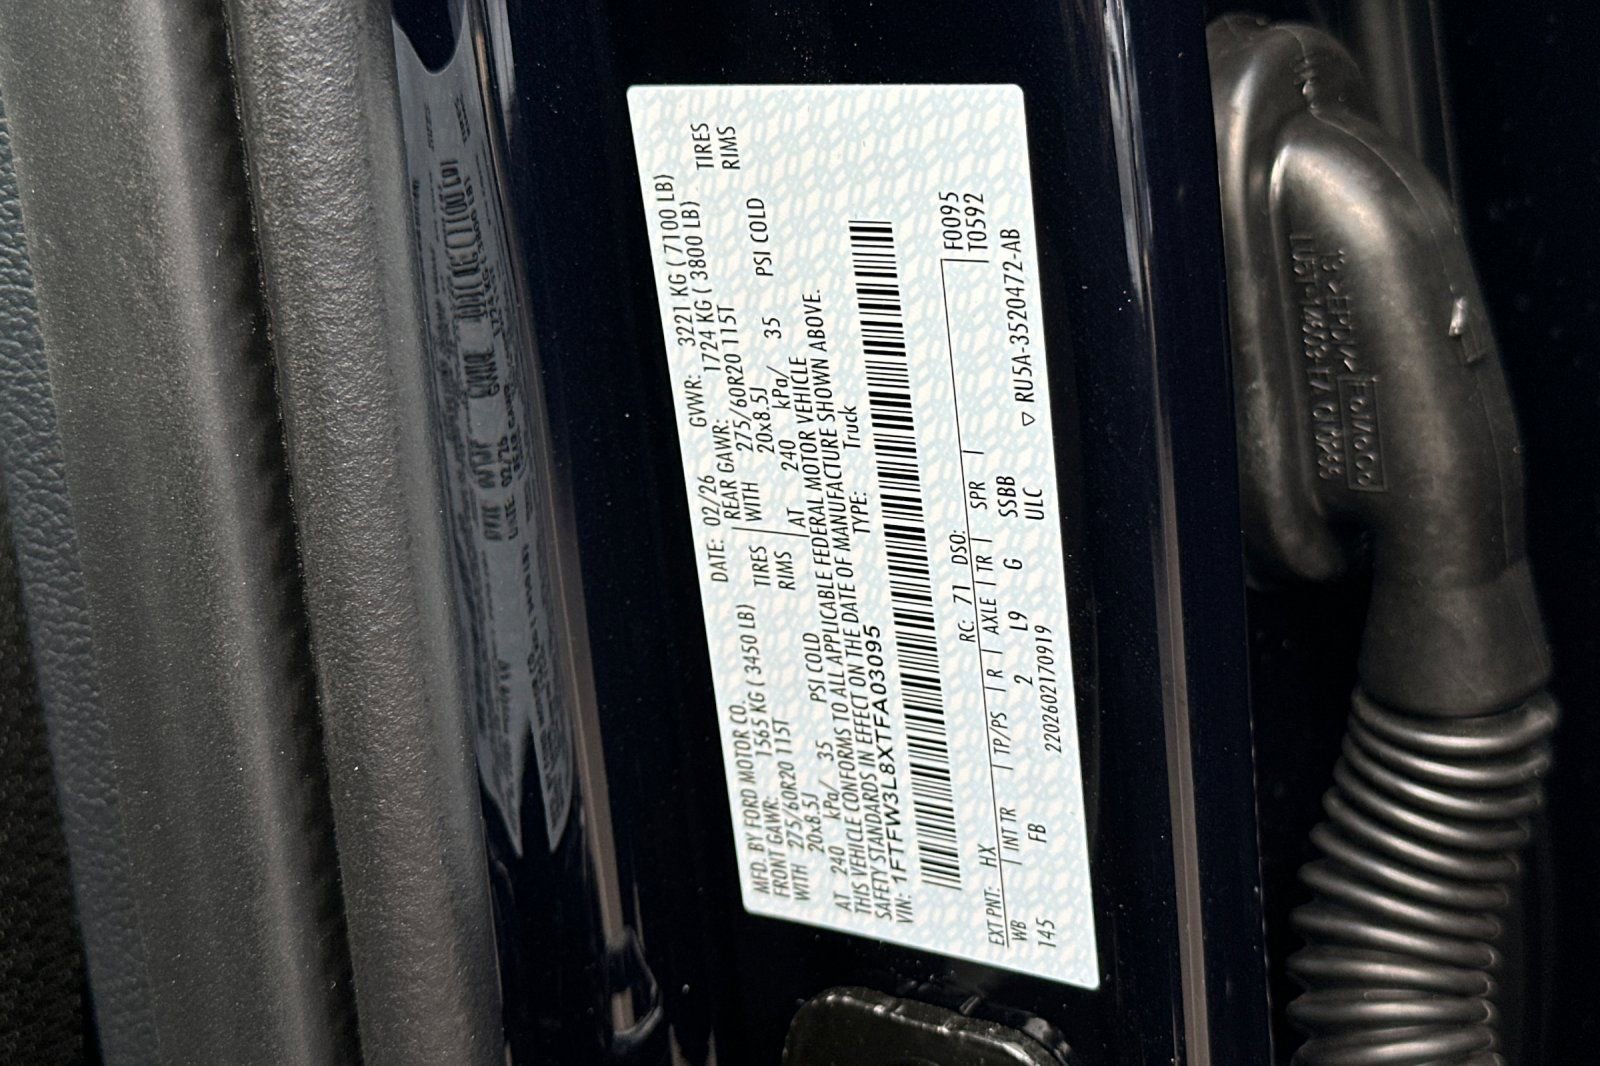 MFD. BY FORD MOTOR CO.
DATE: 02/26 GVWR: 3221 KG ( 7100 LB)
FRONT GAWR: 1565 KG ( 3450 LB)
REAR GAWR: 1724 KG ( 3800 LB)
WITH 275/60R20 115T TIRES
WITH 275/60R20 115T TIRES
20x8.5J RIMS
20x8.5J RIMS
AT 240 kPa/ 35 PSI COLD
AT 240 kPa/ 35 PSI COLD
THIS VEHICLE CONFORMS TO ALL APPLICABLE FEDERAL MOTOR VEHICLE
SAFETY STANDARDS IN EFFECT ON THE DATE OF MANUFACTURE SHOWN ABOVE.
VIN: 1FTFW3L8XTFA03095 TYPE: Truck
EXT PNT: HX RC: 71 DSO: F0095
WB INT TR TP/PS R AXLE TR SPR T0592
145 FB 2 L9 G SSBB
2202602170919 ULC ▽ RU5A-3520472-AB